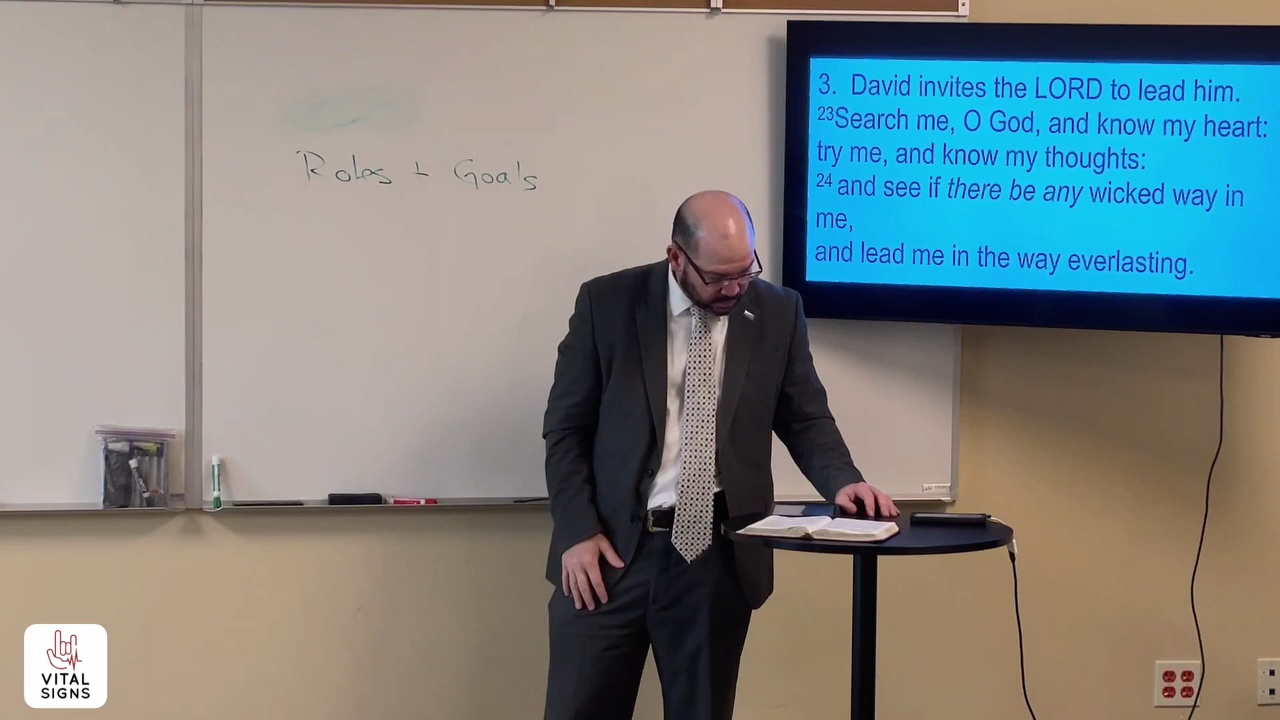 Roles + Goals
3. David invites the LORD to lead him.
23Search me, O God, and know my heart:
try me, and know my thoughts:
24 and see if there be any wicked way in
me,
and lead me in the way everlasting.
VITAL
SIGNS